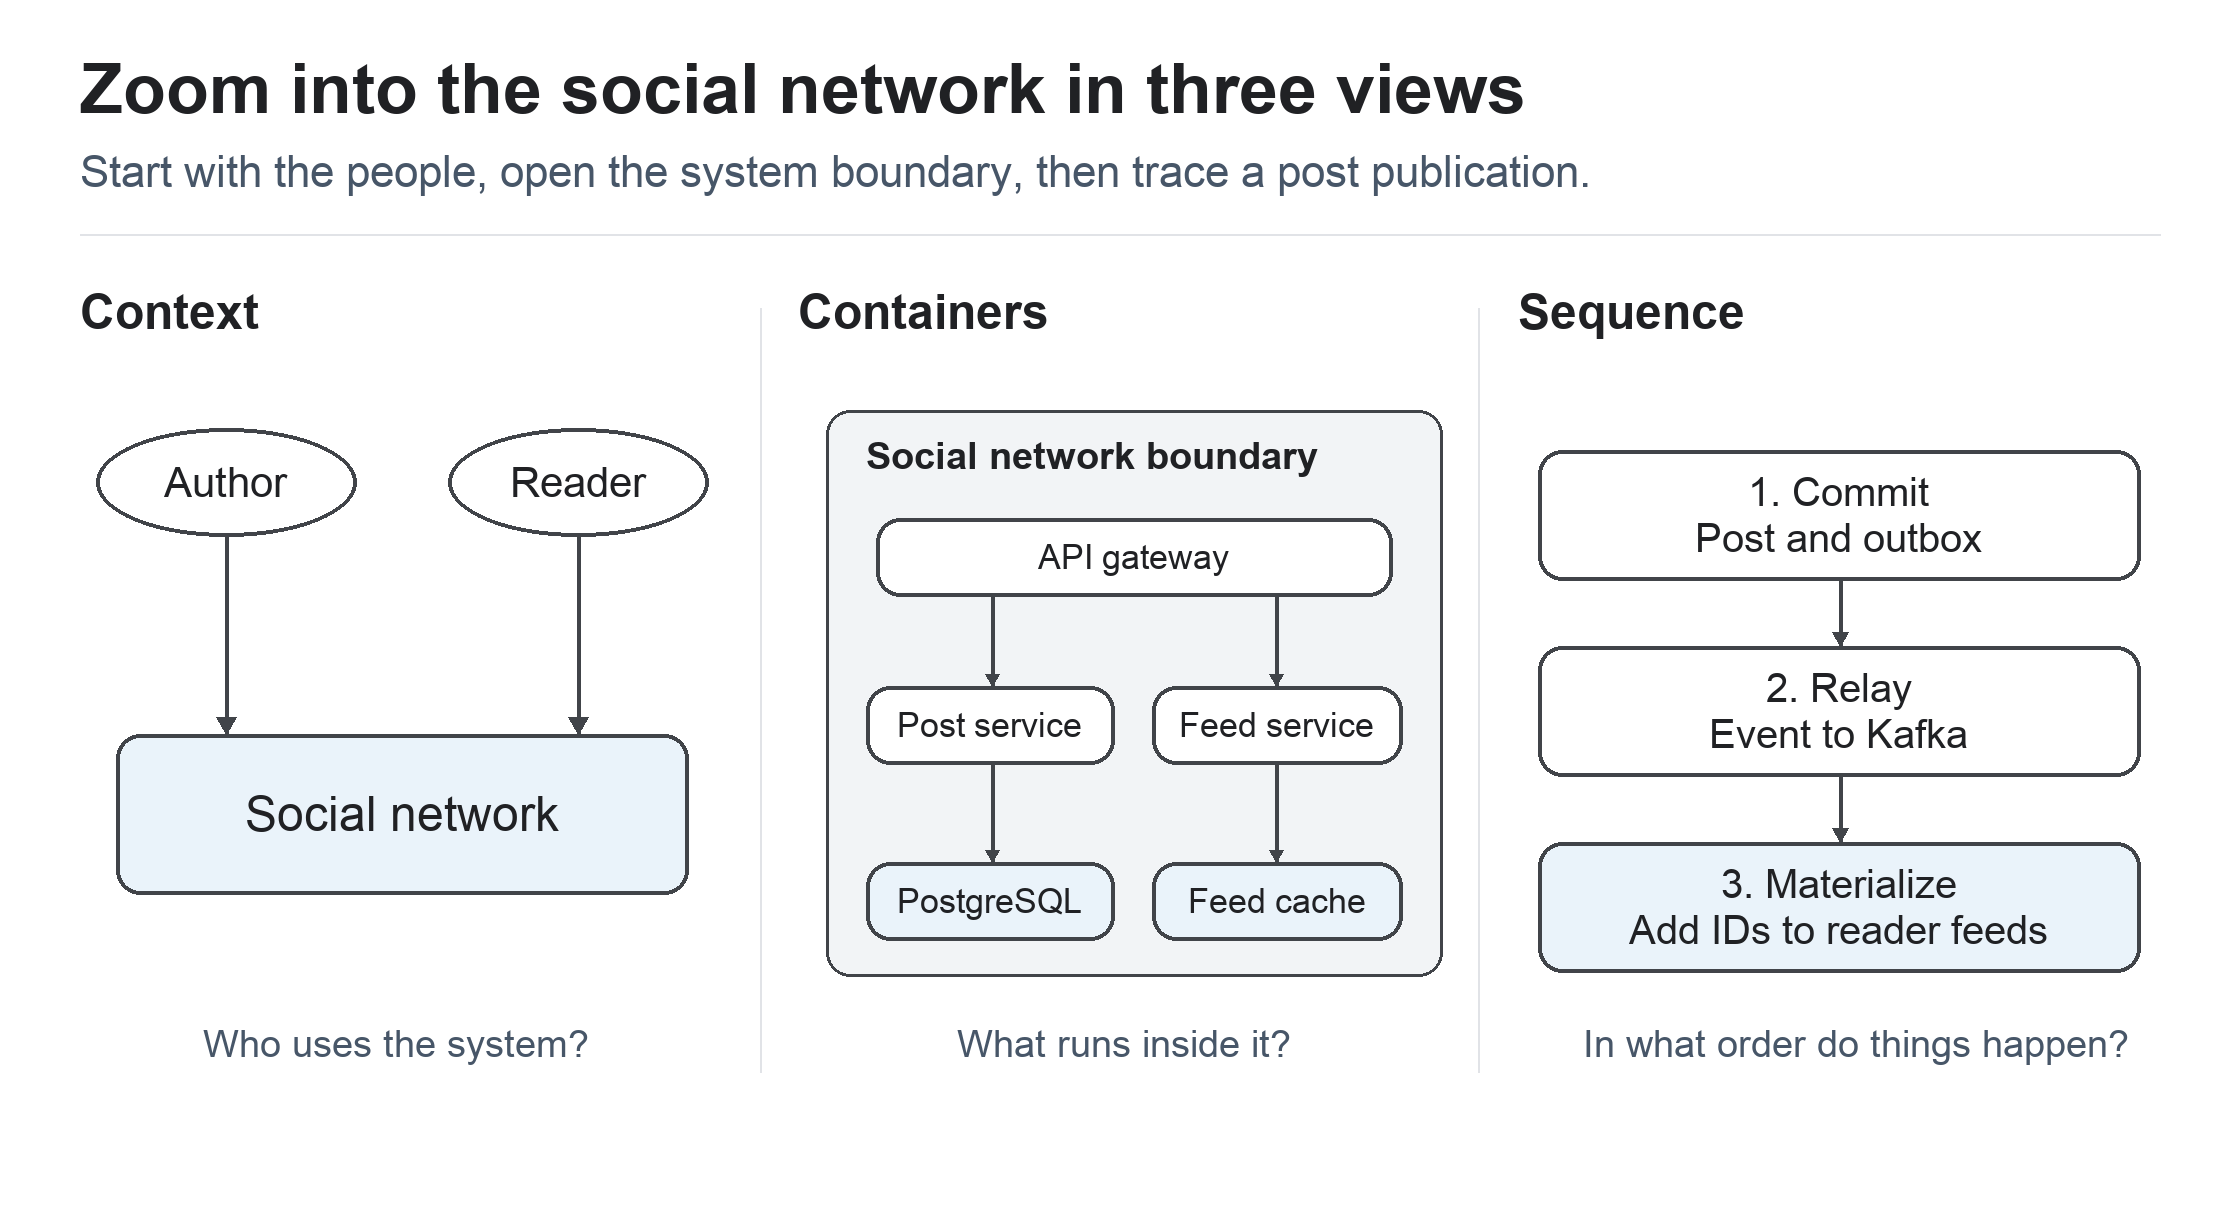 Zoom into the social network in three views
Start with the people, open the system boundary, then trace a post publication.
Context
Author
Reader
Social network
Who uses the system?
Containers
Social network boundary
API gateway
Post service
Feed service
PostgreSQL
Feed cache
What runs inside it?
Sequence
1. Commit
Post and outbox
2. Relay
Event to Kafka
3. Materialize
Add IDs to reader feeds
In what order do things happen?